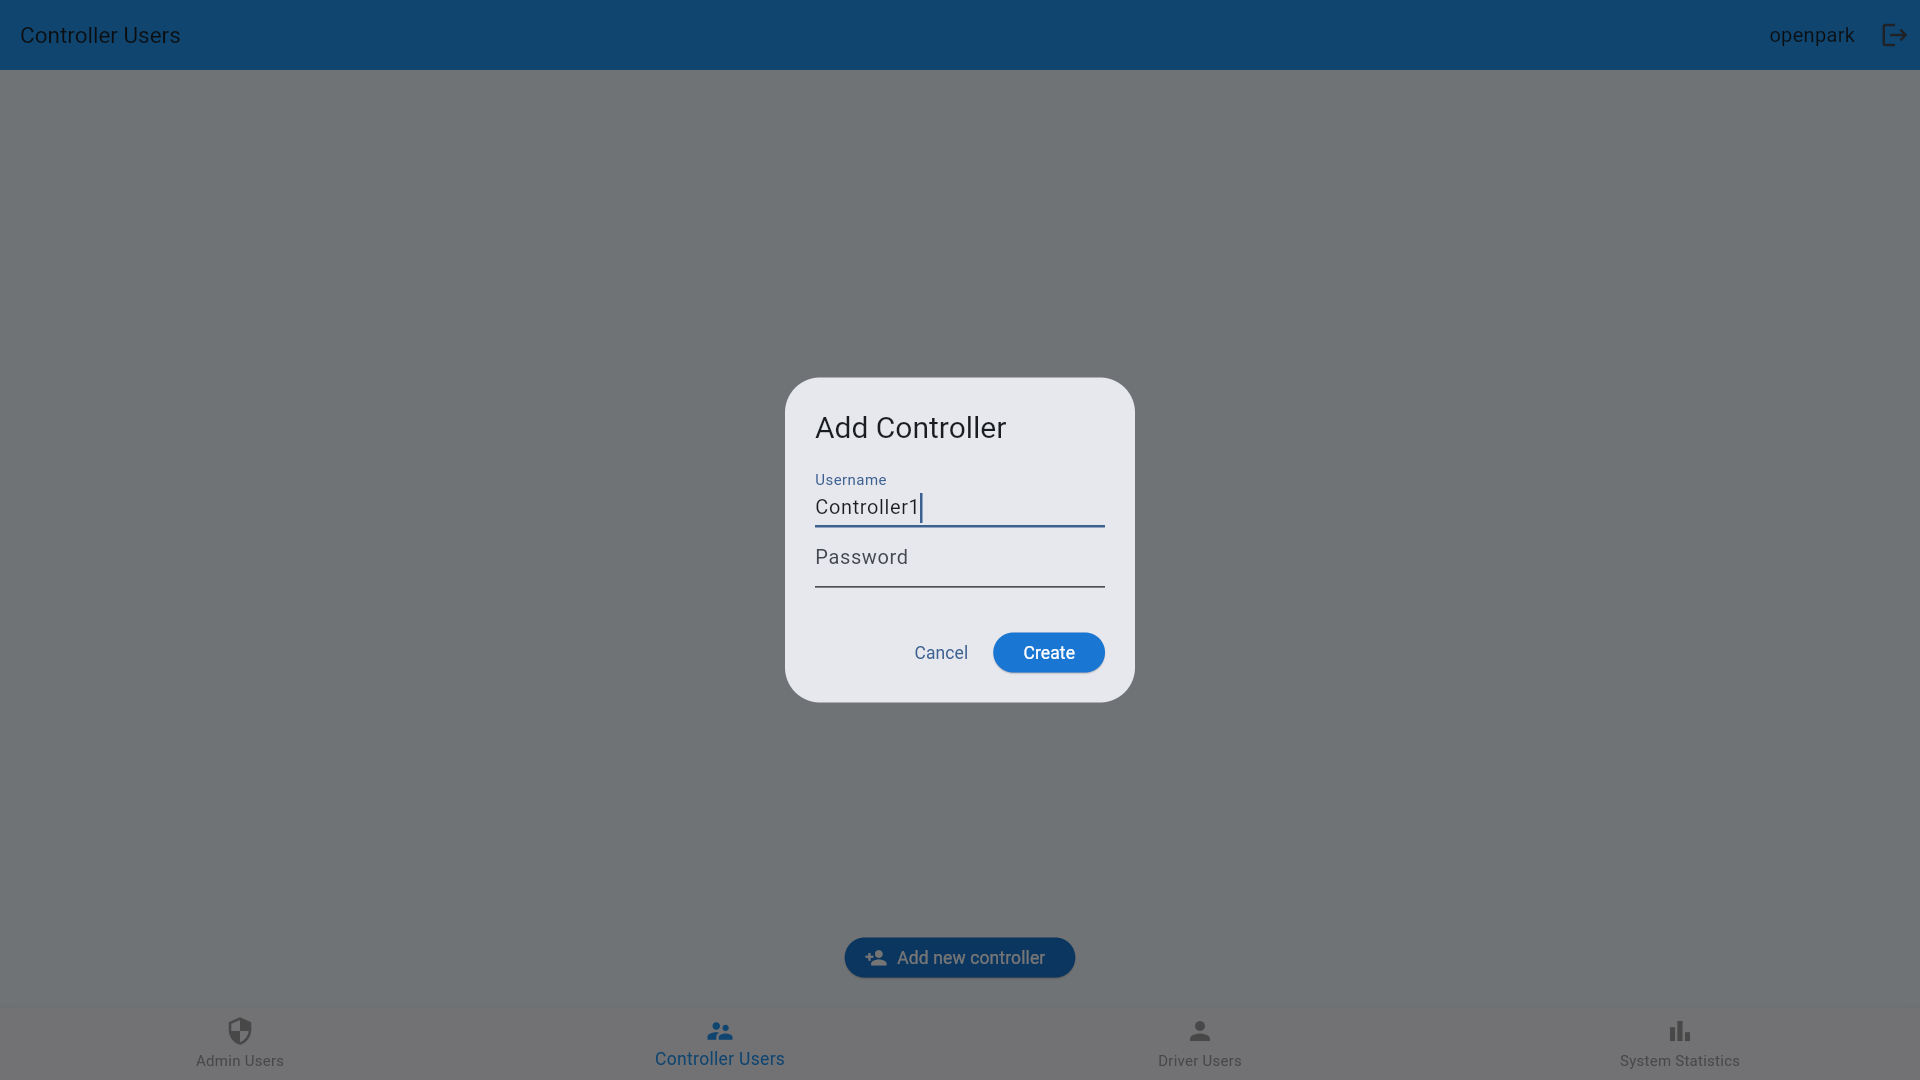 Controller Users
openpark
Add Controller
Username
Controller1
Password
Cancel
Create
Add new controller
Admin Users
Controller Users
Driver Users
System Statistics